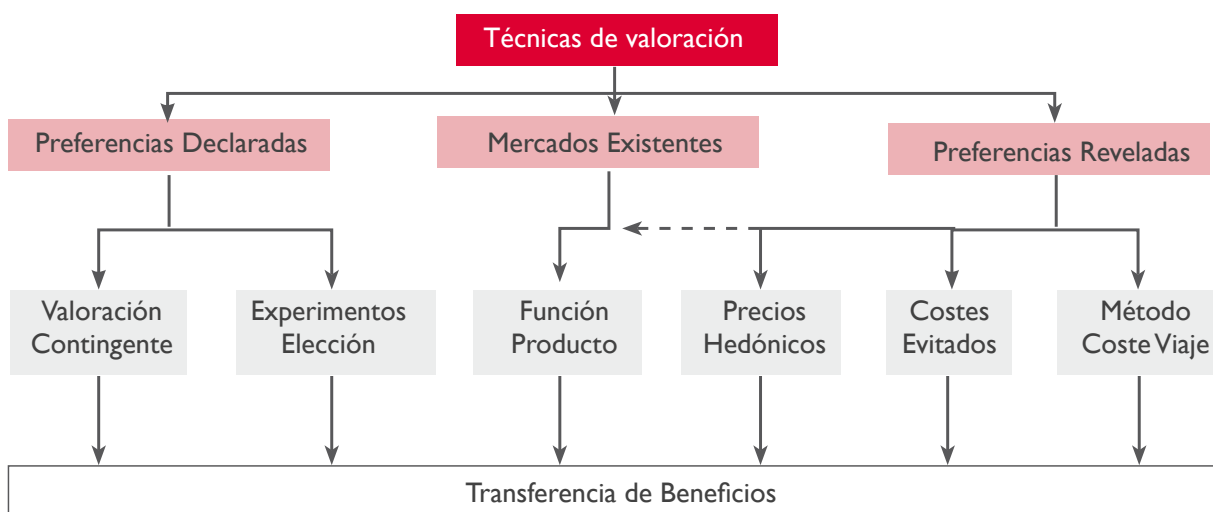 Técnicas de valoración
Preferencias Declaradas
Mercados Existentes
Preferencias Reveladas
Valoración
Contingente
Experimentos
Elección
Función
Producto
Precios
Hedónicos
Costes
Evitados
Método
Coste Viaje
Transferencia de Beneficios